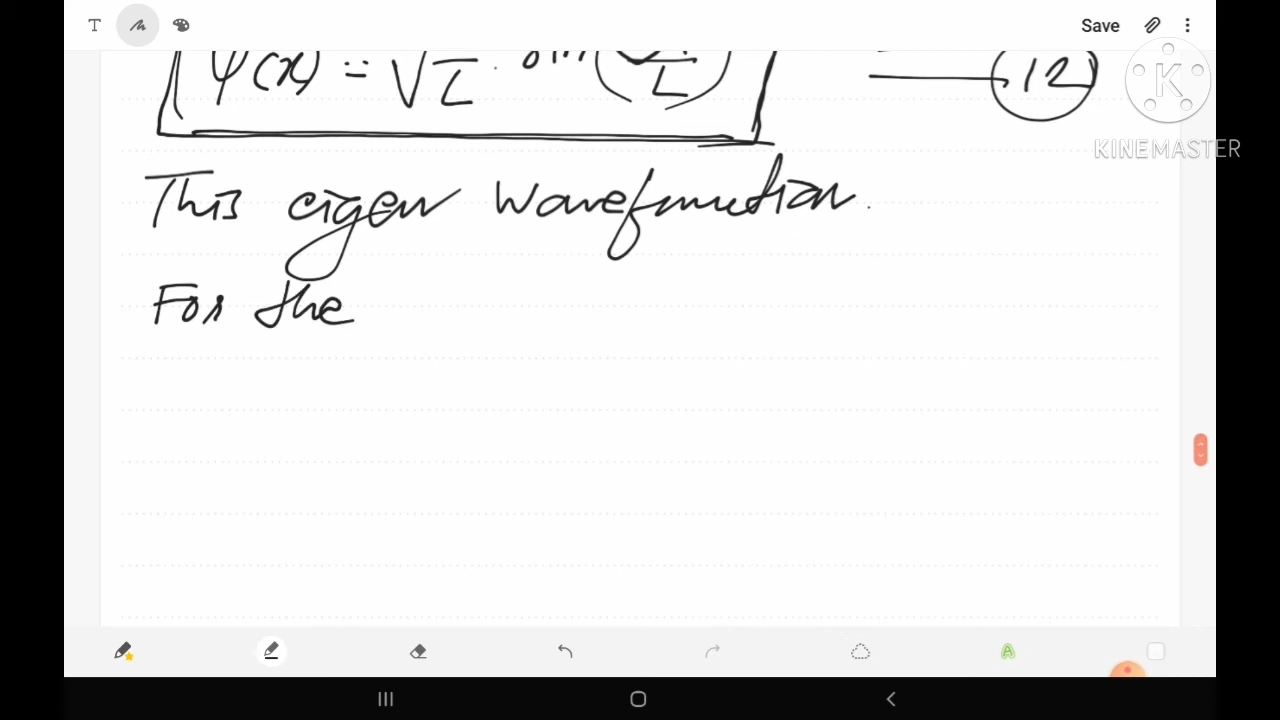 T Save
ψ(x) = √ L . sin ( L ) (12)
K
KINEMASTER
This eigen wavefunction.
For the
A